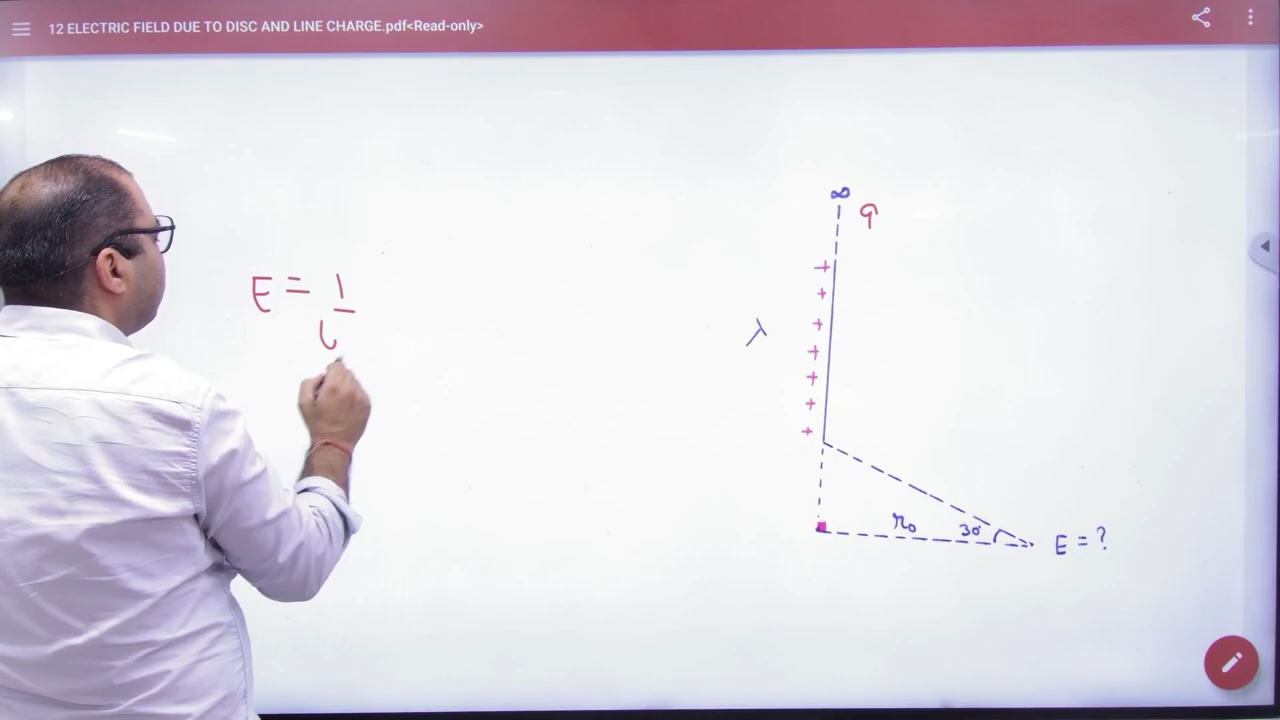 12 ELECTRIC FIELD DUE TO DISC AND LINE CHARGE.pdf<Read-only>
∞
q
E = 1
+
+
+
λ
+
+
+
+
r₀ 30° E = ?